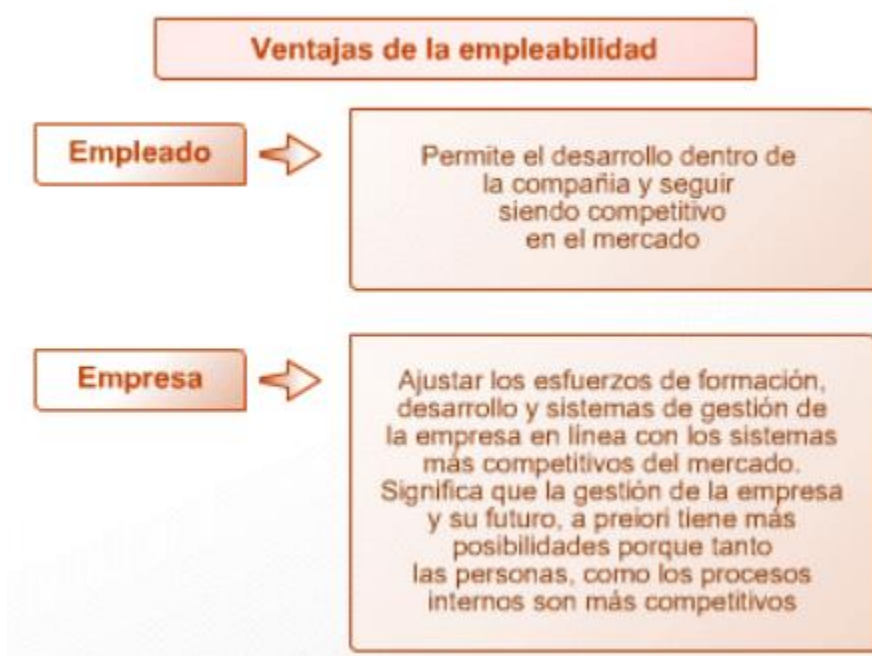 Ventajas de la empleabilidad
Empleado
Permite el desarrollo dentro de
la compañia y seguir
siendo competitivo
en el mercado
Empresa
Ajustar los esfuerzos de formación,
desarrollo y sistemas de gestión de
la empresa en línea con los sistemas
más competitivos del mercado.
Significa que la gestión de la empresa
y su futuro, a preiori tiene más
posibilidades porque tanto
las personas, como los procesos
internos son más competitivos